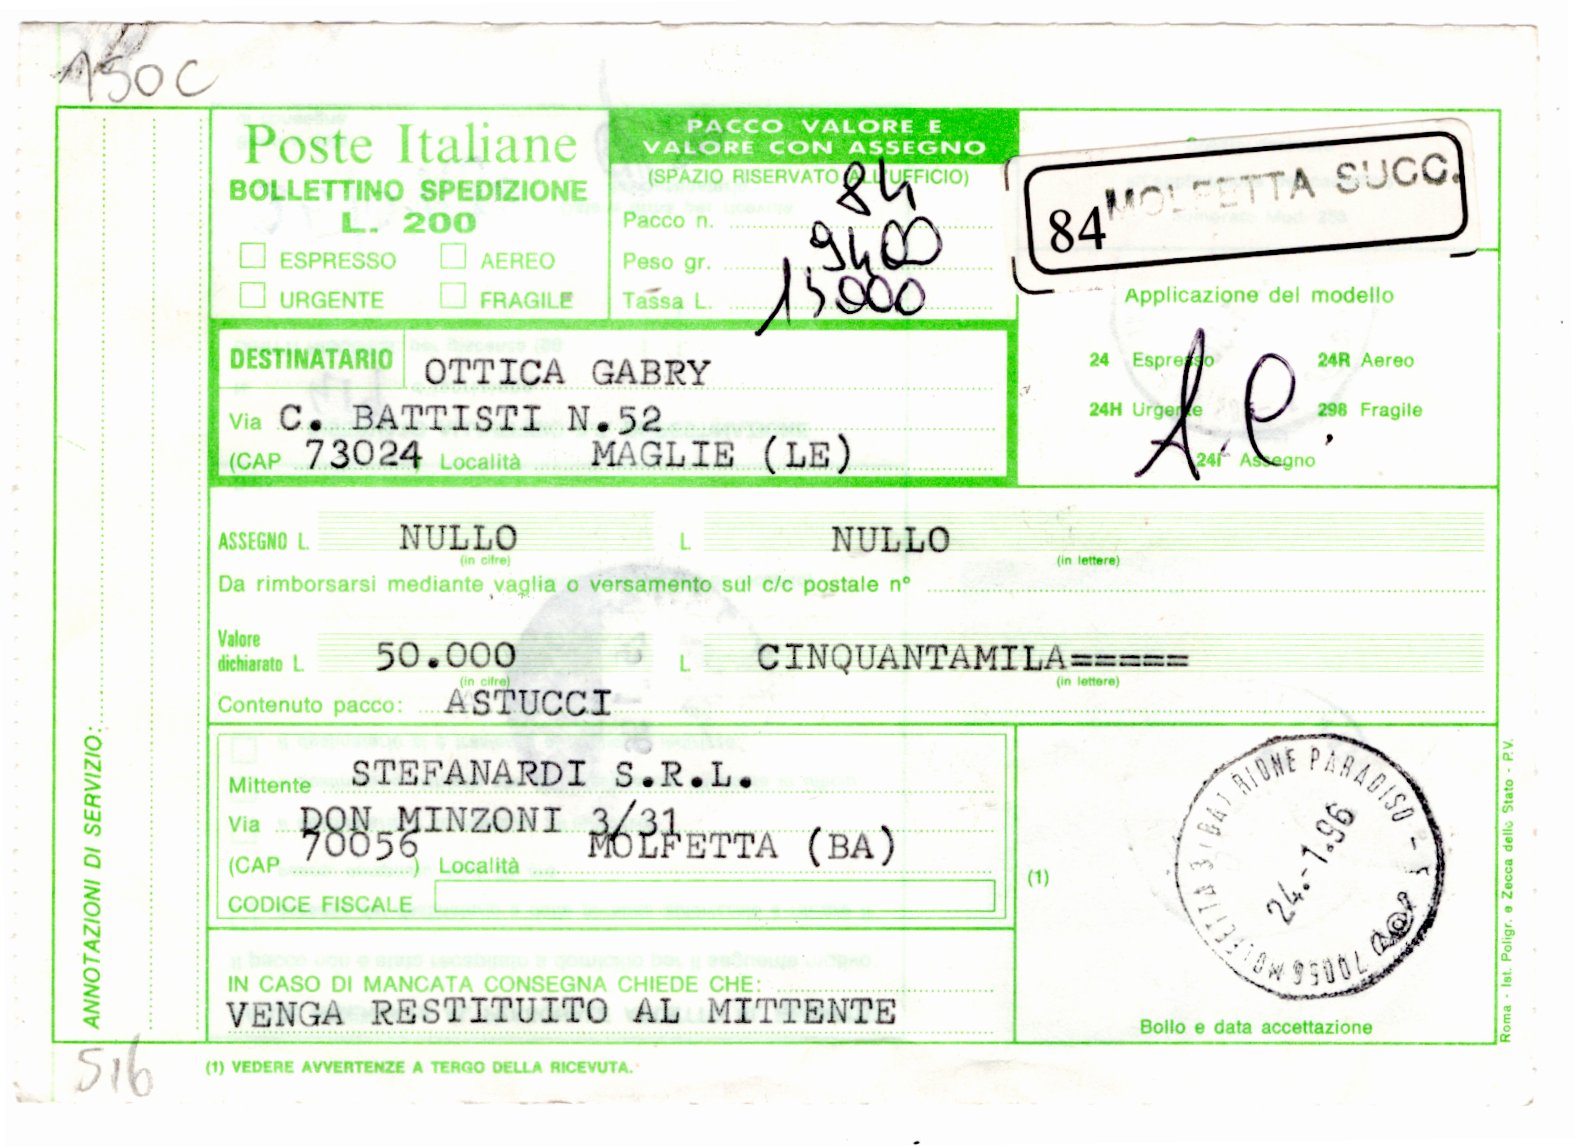 150C
Poste Italiane
BOLLETTINO SPEDIZIONE
L. 200
ESPRESSO
AEREO
URGENTE
FRAGILE
PACCO VALORE E
VALORE CON ASSEGNO
(SPAZIO RISERVATO ALL'UFFICIO)
Pacco n. 84
Peso gr. 9400
Tassa L. 15000
84 MOLFETTA SUCC.
Applicazione del modello
24 Espresso 24R Aereo
24H Urgente 298 Fragile
24I Assegno
DESTINATARIO OTTICA GABRY
Via C. BATTISTI N.52
(CAP 73024 ) Località MAGLIE (LE)
ASSEGNO L. NULLO L. NULLO
(in cifre) (in lettere)
Da rimborsarsi mediante vaglia o versamento sul c/c postale n°
Valore
dichiarato L. 50.000 L. CINQUANTAMILA=====
(in cifre) (in lettere)
Contenuto pacco: ASTUCCI
Mittente STEFANARDI S.R.L.
Via DON MINZONI 3/31
(CAP 70056 ) Località MOLFETTA (BA)
CODICE FISCALE
IN CASO DI MANCATA CONSEGNA CHIEDE CHE:
VENGA RESTITUITO AL MITTENTE
(1)
70056 MOLFETTA 3 (BA) RIONE PARADISO
24.-1.96
Bollo e data accettazione
ANNOTAZIONI DI SERVIZIO:
Roma - Ist. Poligr. e Zecca dello Stato - P.V.
516
(1) VEDERE AVVERTENZE A TERGO DELLA RICEVUTA.